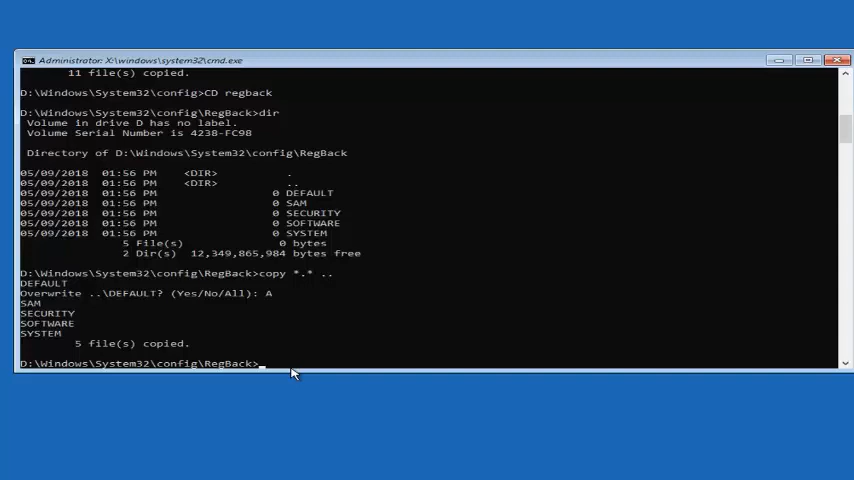 Administrator: X:\windows\system32\cmd.exe
11 file(s) copied.
D:\Windows\System32\config>CD regback
D:\Windows\System32\config\RegBack>dir
Volume in drive D has no label.
Volume Serial Number is 4238-FC98
Directory of D:\Windows\System32\config\RegBack
05/09/2018 01:56 PM <DIR> .
05/09/2018 01:56 PM <DIR> ..
05/09/2018 01:56 PM 0 DEFAULT
05/09/2018 01:56 PM 0 SAM
05/09/2018 01:56 PM 0 SECURITY
05/09/2018 01:56 PM 0 SOFTWARE
05/09/2018 01:56 PM 0 SYSTEM
5 File(s) 0 bytes
2 Dir(s) 12,349,865,984 bytes free
D:\Windows\System32\config\RegBack>copy *.* ..
DEFAULT
Overwrite ..\DEFAULT? (Yes/No/All): A
SAM
SECURITY
SOFTWARE
SYSTEM
5 file(s) copied.
D:\Windows\System32\config\RegBack>_